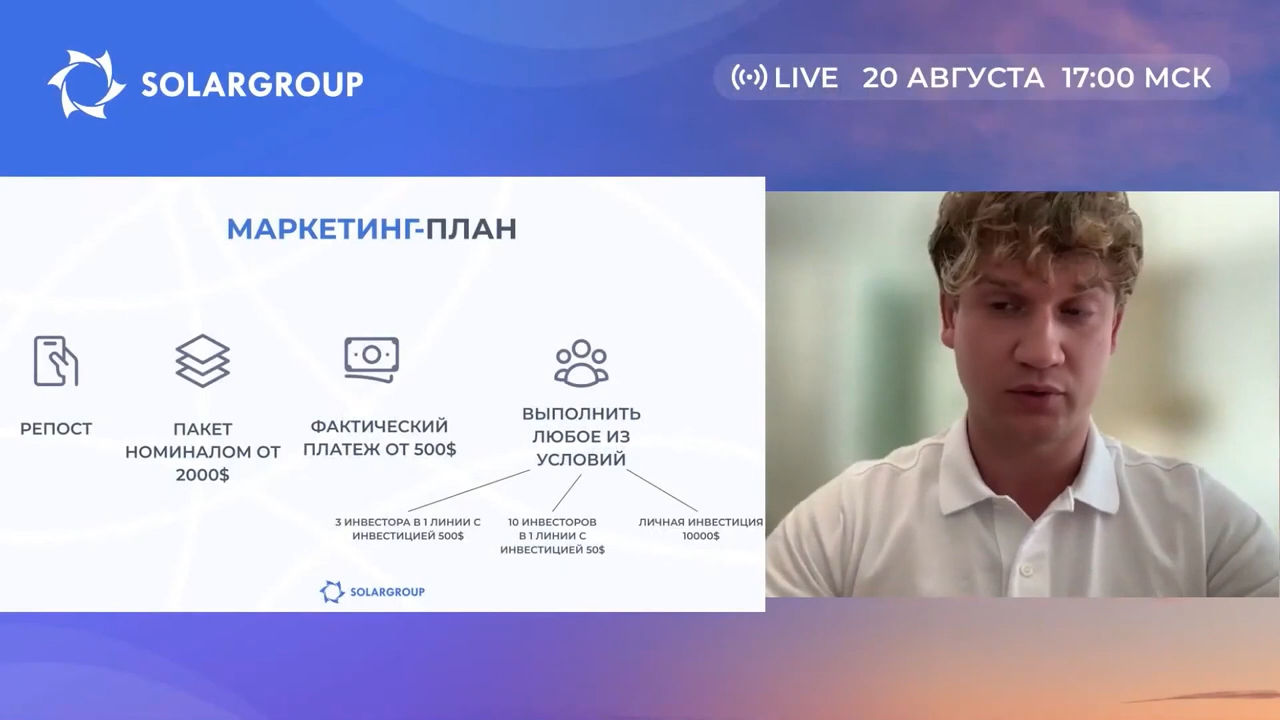 SOLARGROUP
LIVE 20 АВГУСТА 17:00 МСК
МАРКЕТИНГ-ПЛАН
РЕПОСТ
ПАКЕТ
НОМИНАЛОМ ОТ
2000$
ФАКТИЧЕСКИЙ
ПЛАТЕЖ ОТ 500$
ВЫПОЛНИТЬ
ЛЮБОЕ ИЗ
УСЛОВИЙ
3 ИНВЕСТОРА В 1 ЛИНИИ С
ИНВЕСТИЦИЕЙ 500$
10 ИНВЕСТОРОВ
В 1 ЛИНИИ С
ИНВЕСТИЦИЕЙ 50$
ЛИЧНАЯ ИНВЕСТИЦИЯ
10000$
SOLARGROUP